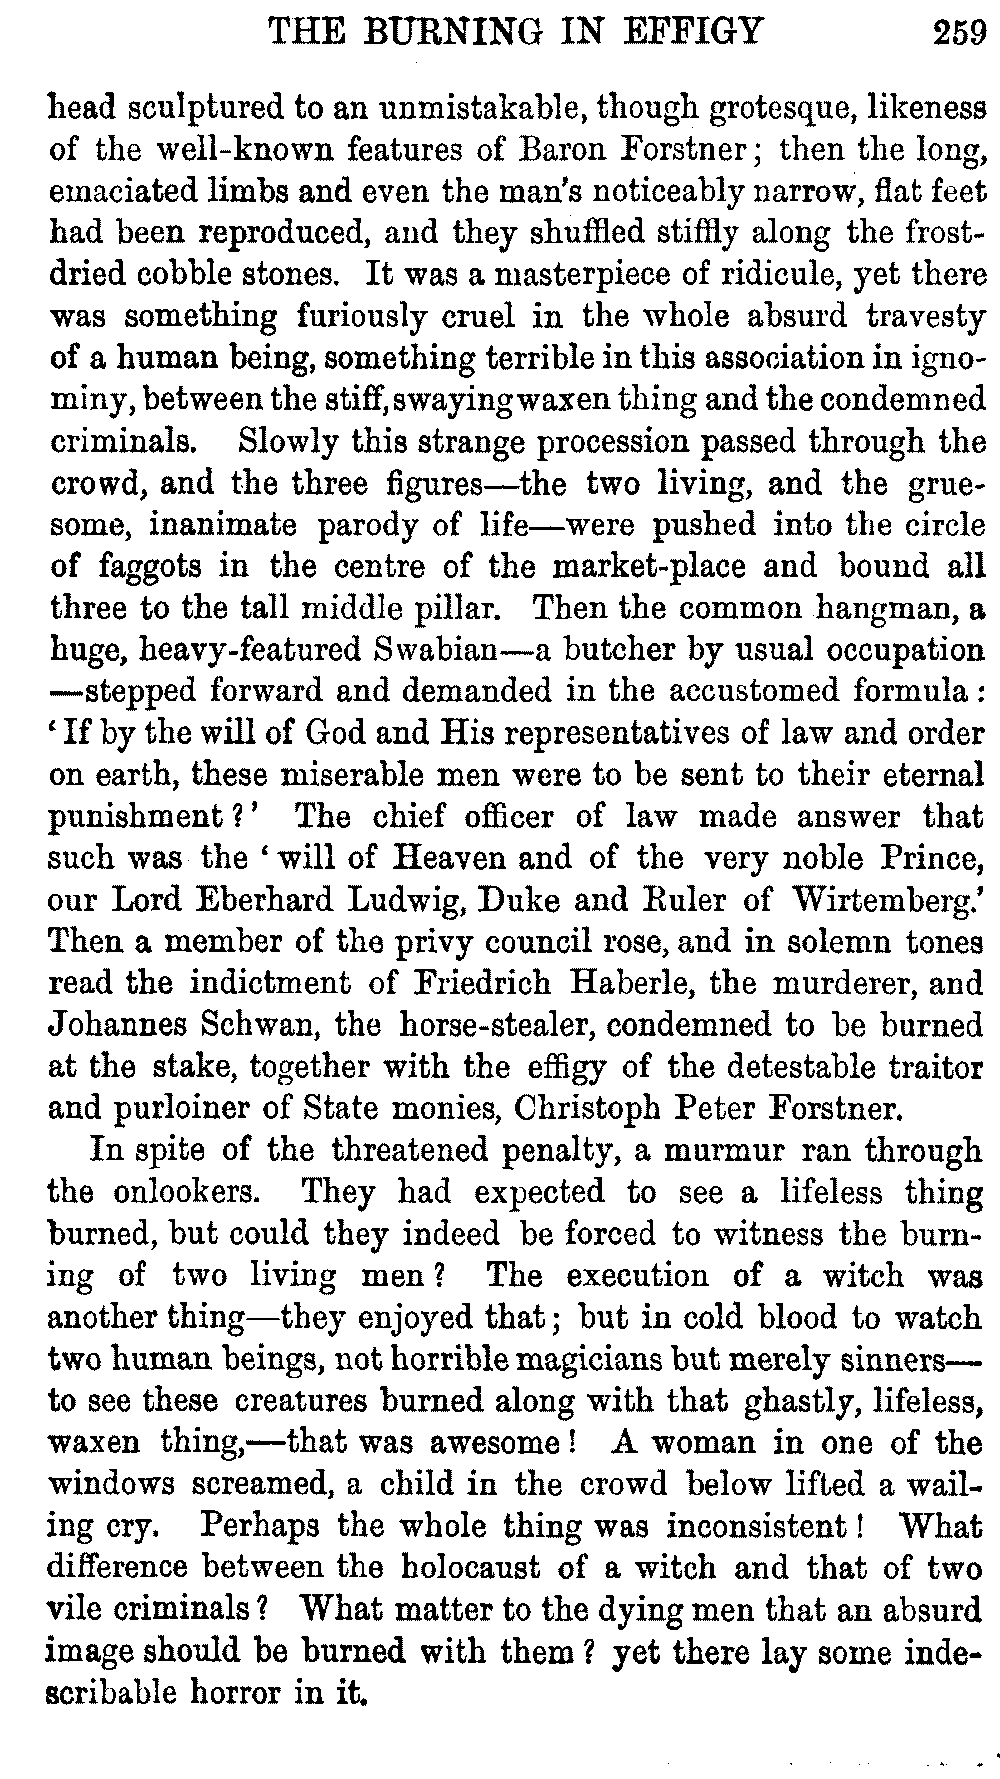 THE BURNING IN EFFIGY 259
head sculptured to an unmistakable, though grotesque, likeness
of the well-known features of Baron Forstner; then the long,
emaciated limbs and even the man's noticeably narrow, flat feet
had been reproduced, and they shuffled stiffly along the frost-
dried cobble stones. It was a masterpiece of ridicule, yet there
was something furiously cruel in the whole absurd travesty
of a human being, something terrible in this association in igno-
miny, between the stiff, swaying waxen thing and the condemned
criminals. Slowly this strange procession passed through the
crowd, and the three figures—the two living, and the grue-
some, inanimate parody of life—were pushed into the circle
of faggots in the centre of the market-place and bound all
three to the tall middle pillar. Then the common hangman, a
huge, heavy-featured Swabian—a butcher by usual occupation
—stepped forward and demanded in the accustomed formula:
'If by the will of God and His representatives of law and order
on earth, these miserable men were to be sent to their eternal
punishment?' The chief officer of law made answer that
such was the 'will of Heaven and of the very noble Prince,
our Lord Eberhard Ludwig, Duke and Ruler of Wirtemberg.'
Then a member of the privy council rose, and in solemn tones
read the indictment of Friedrich Haberle, the murderer, and
Johannes Schwan, the horse-stealer, condemned to be burned
at the stake, together with the effigy of the detestable traitor
and purloiner of State monies, Christoph Peter Forstner.
In spite of the threatened penalty, a murmur ran through
the onlookers. They had expected to see a lifeless thing
burned, but could they indeed be forced to witness the burn-
ing of two living men? The execution of a witch was
another thing—they enjoyed that; but in cold blood to watch
two human beings, not horrible magicians but merely sinners—
to see these creatures burned along with that ghastly, lifeless,
waxen thing,—that was awesome! A woman in one of the
windows screamed, a child in the crowd below lifted a wail-
ing cry. Perhaps the whole thing was inconsistent! What
difference between the holocaust of a witch and that of two
vile criminals? What matter to the dying men that an absurd
image should be burned with them? yet there lay some inde-
scribable horror in it.